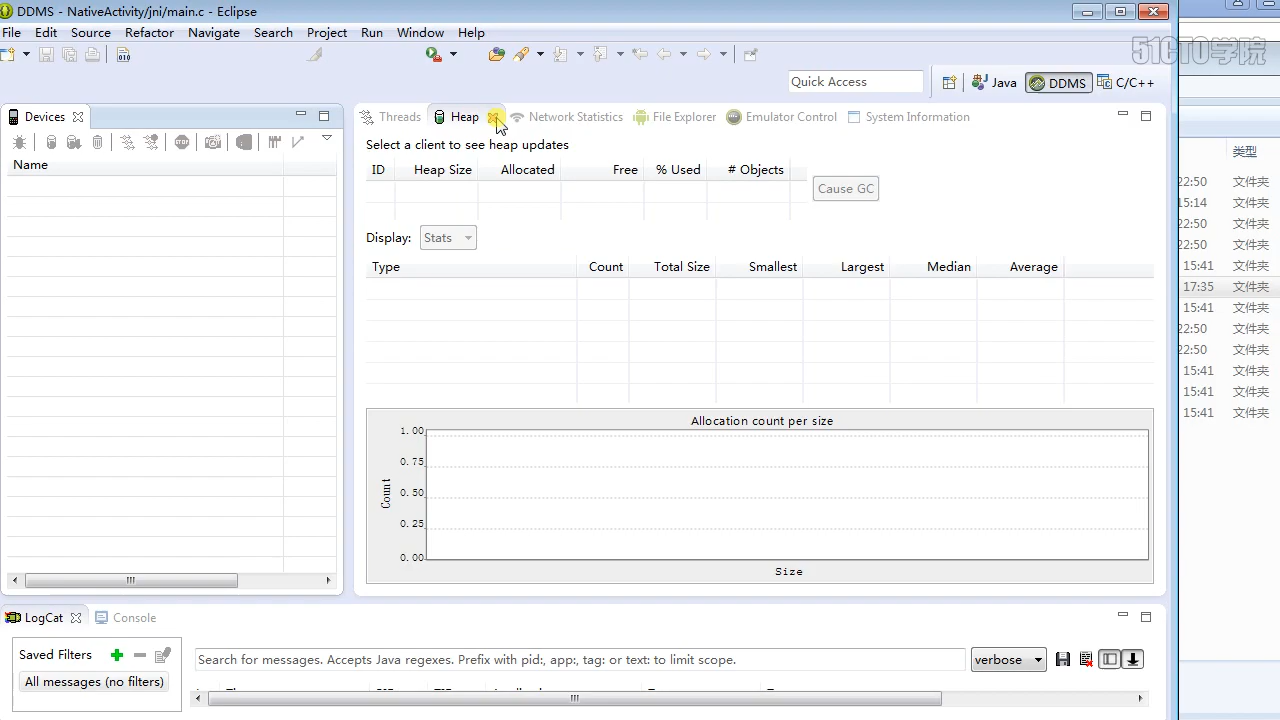 DDMS - NativeActivity/jni/main.c - Eclipse
File Edit Source Refactor Navigate Search Project Run Window Help
51CTO学院
Quick Access
Java
DDMS
C/C++
Devices
Name
Threads
Heap
Network Statistics
File Explorer
Emulator Control
System Information
Select a client to see heap updates
ID Heap Size Allocated Free % Used # Objects
Cause GC
Display: Stats
Type Count Total Size Smallest Largest Median Average
Allocation count per size
1.00
0.75
0.50
0.25
0.00
Count
Size
类型
22:50 文件夹
15:14 文件夹
22:50 文件夹
22:50 文件夹
15:41 文件夹
17:35 文件夹
15:41 文件夹
22:50 文件夹
22:50 文件夹
15:41 文件夹
15:41 文件夹
15:41 文件夹
LogCat
Console
Saved Filters
All messages (no filters)
Search for messages. Accepts Java regexes. Prefix with pid:, app:, tag: or text: to limit scope.
verbose